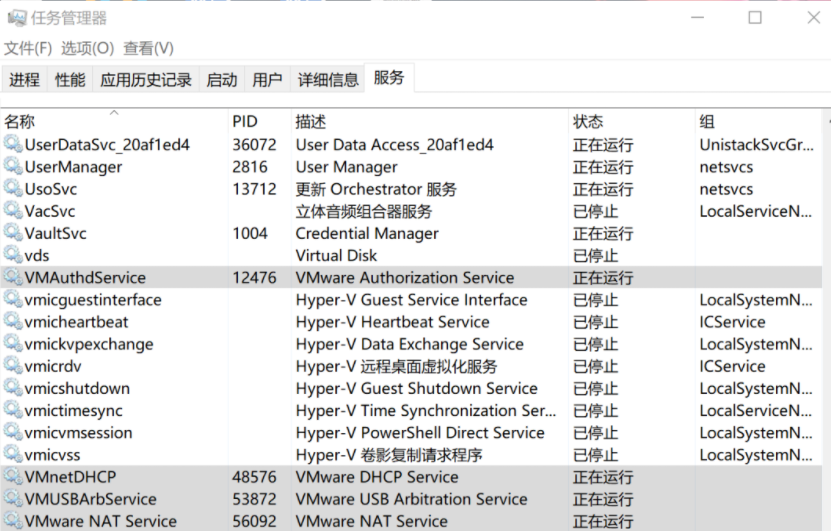 任务管理器
文件(F) 选项(O) 查看(V)
进程 性能 应用历史记录 启动 用户 详细信息 服务
名称 PID 描述 状态 组
UserDataSvc_20af1ed4 36072 User Data Access_20af1ed4 正在运行 UnistackSvcGr...
UserManager 2816 User Manager 正在运行 netsvcs
UsoSvc 13712 更新 Orchestrator 服务 正在运行 netsvcs
VacSvc 立体音频组合器服务 已停止 LocalServiceN...
VaultSvc 1004 Credential Manager 正在运行
vds Virtual Disk 已停止
VMAuthdService 12476 VMware Authorization Service 正在运行
vmicguestinterface Hyper-V Guest Service Interface 已停止 LocalSystemN...
vmicheartbeat Hyper-V Heartbeat Service 已停止 ICService
vmickvpexchange Hyper-V Data Exchange Service 已停止 LocalSystemN...
vmicrdv Hyper-V 远程桌面虚拟化服务 已停止 ICService
vmicshutdown Hyper-V Guest Shutdown Service 已停止 LocalSystemN...
vmictimesync Hyper-V Time Synchronization Ser... 已停止 LocalServiceN...
vmicvmsession Hyper-V PowerShell Direct Service 已停止 LocalSystemN...
vmicvss Hyper-V 卷影复制请求程序 已停止 LocalSystemN...
VMnetDHCP 48576 VMware DHCP Service 正在运行
VMUSBArbService 53872 VMware USB Arbitration Service 正在运行
VMware NAT Service 56092 VMware NAT Service 正在运行